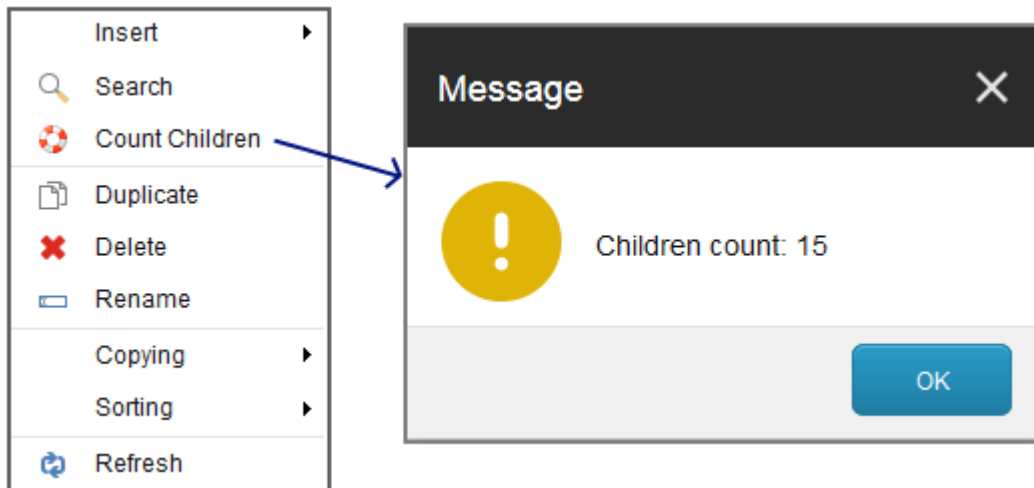 Insert
Search
Count Children
Duplicate
Delete
Rename
Copying
Sorting
Refresh
Message
Children count: 15
OK